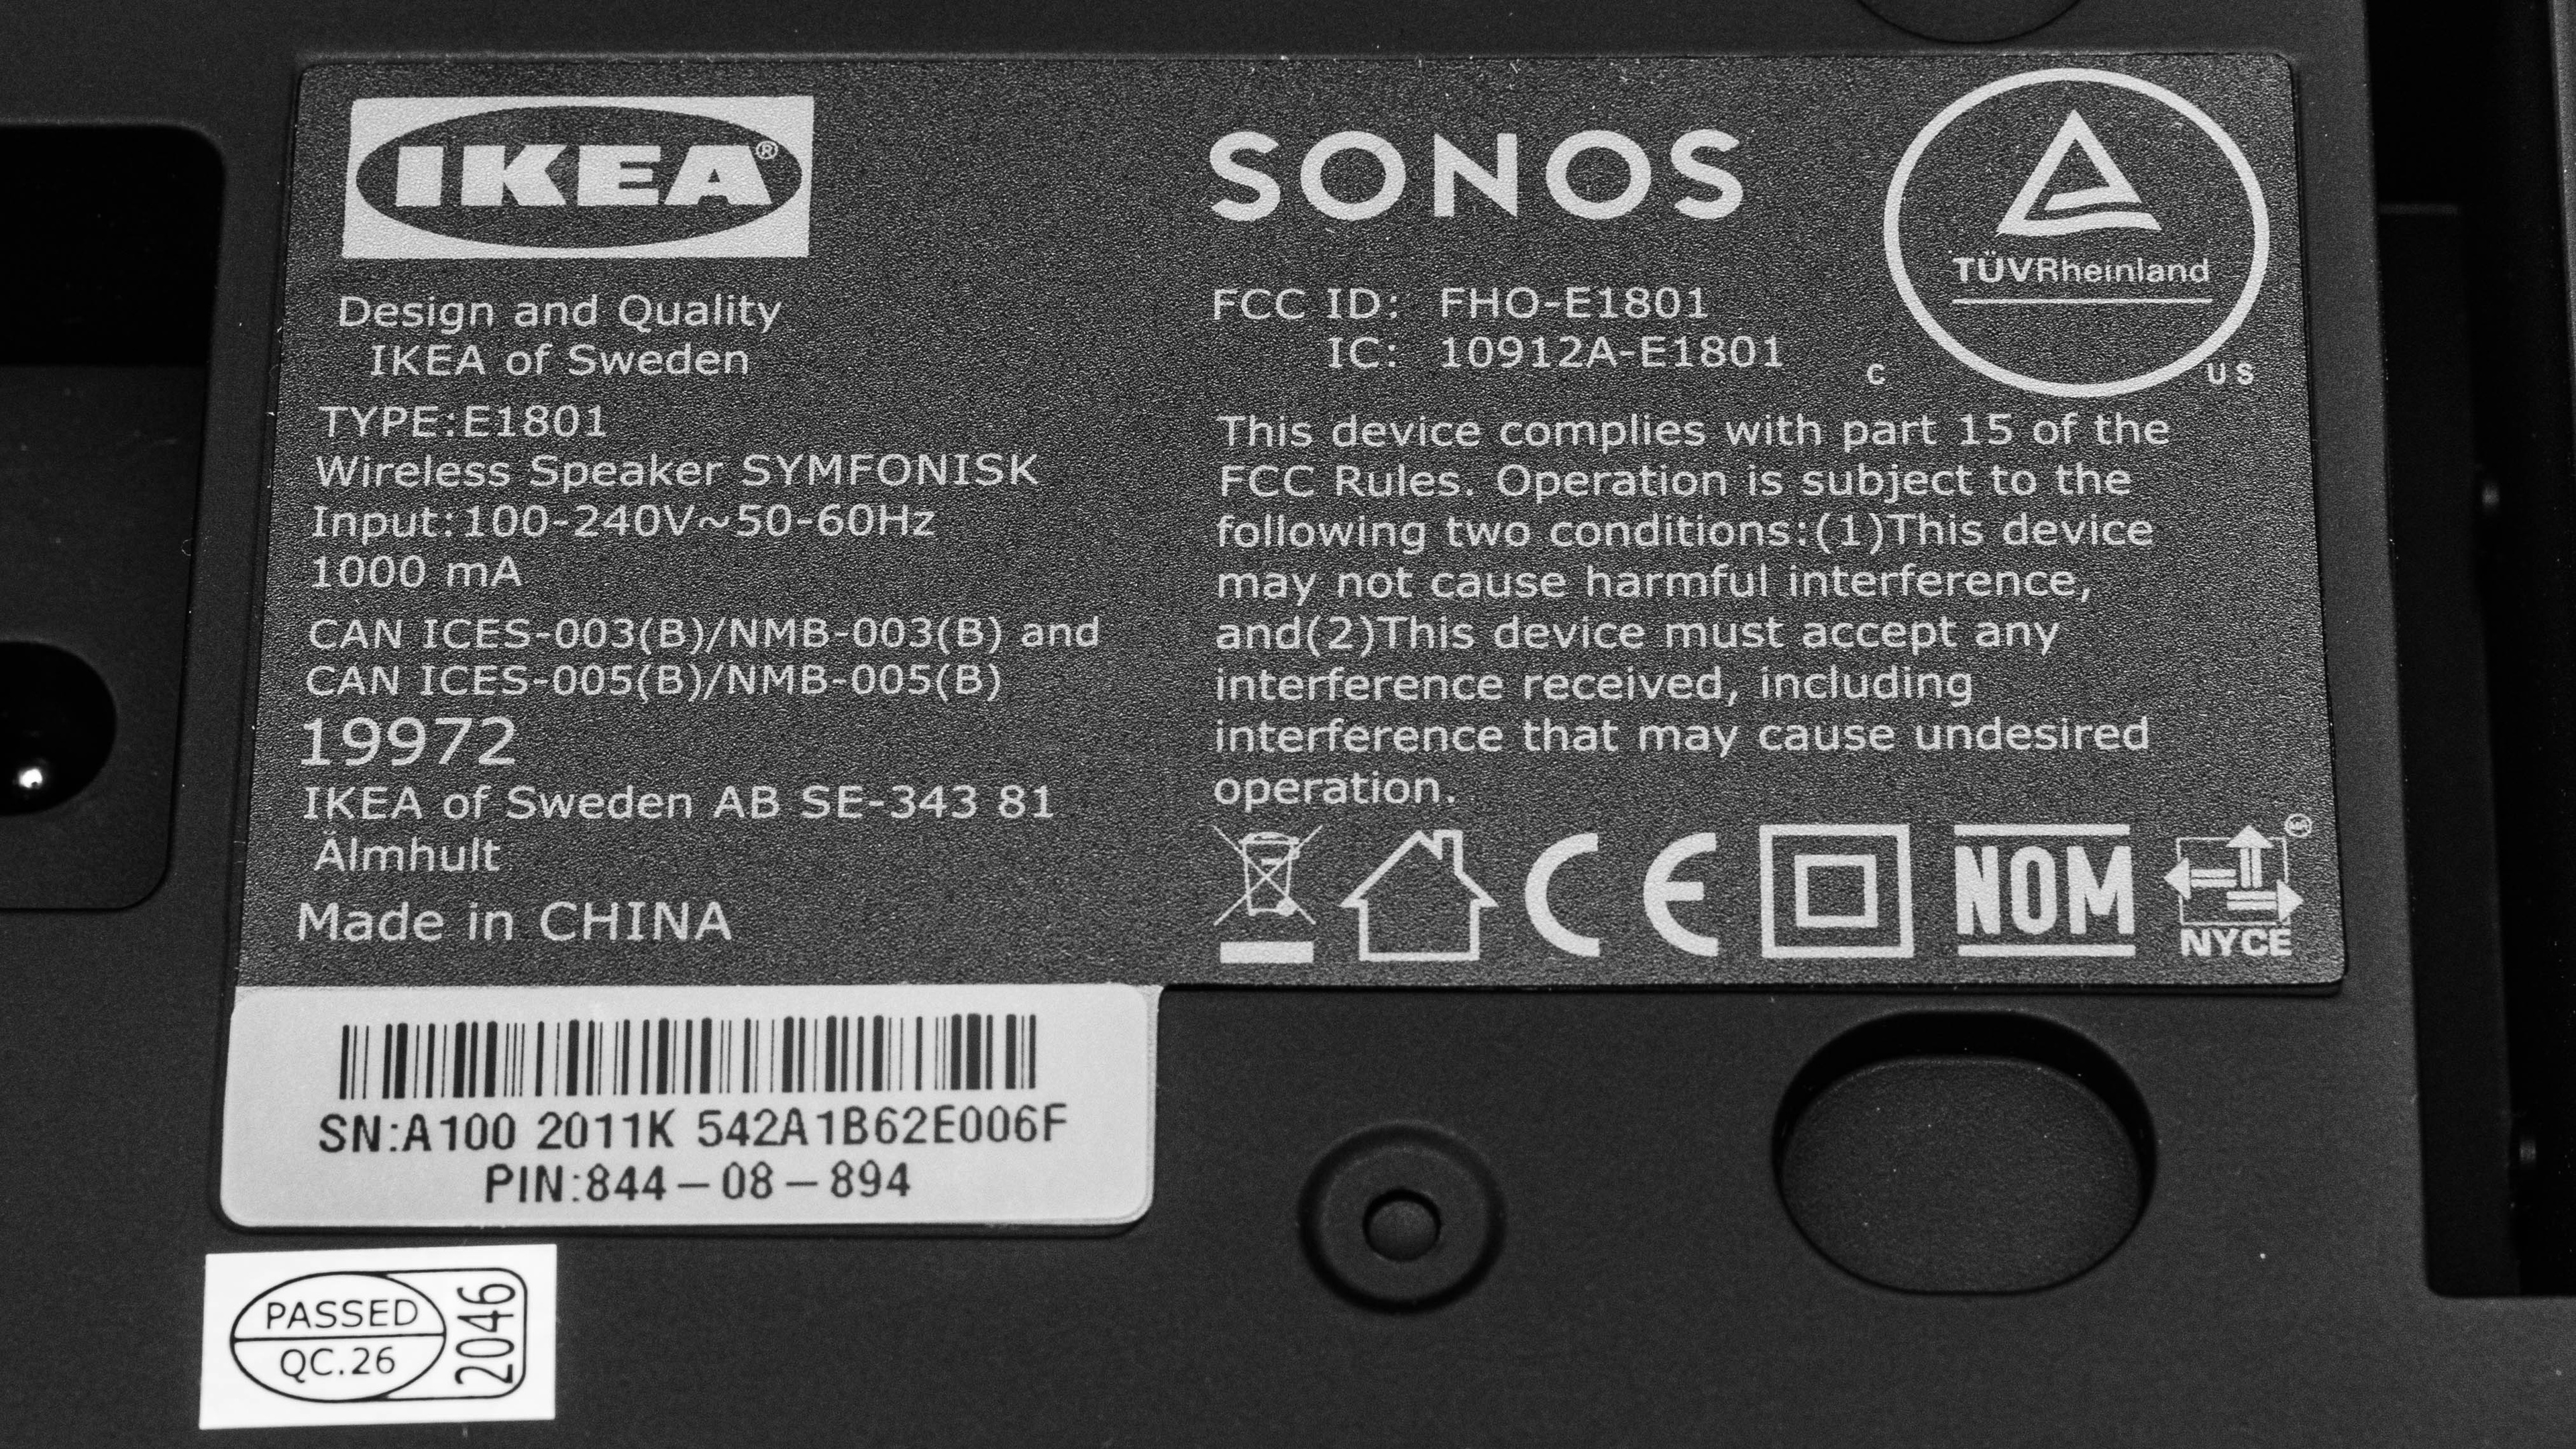 IKEA®
Design and Quality
IKEA of Sweden
TYPE:E1801
Wireless Speaker SYMFONISK
Input:100-240V~50-60Hz
1000 mA
CAN ICES-003(B)/NMB-003(B) and
CAN ICES-005(B)/NMB-005(B)
19972
IKEA of Sweden AB SE-343 81
Älmhult
Made in CHINA
SONOS
FCC ID: FHO-E1801
IC: 10912A-E1801
TÜVRheinland
C US
This device complies with part 15 of the
FCC Rules. Operation is subject to the
following two conditions:(1)This device
may not cause harmful interference,
and(2)This device must accept any
interference received, including
interference that may cause undesired
operation.
CE
NOM
NYCE
SN:A100 2011K 542A1B62E006F
PIN:844-08-894
PASSED
QC.26
2046